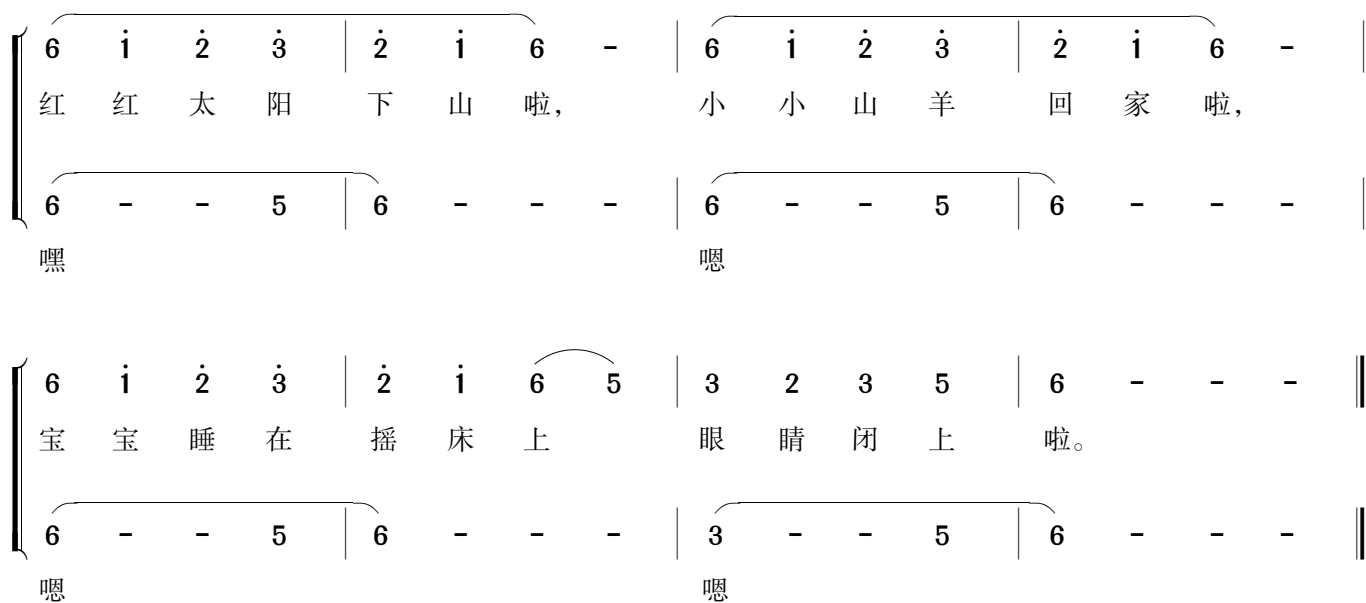 6 i̇ 2̇ 3̇ | 2̇ i̇ 6 - | 6 i̇ 2̇ 3̇ | 2̇ i̇ 6 - |
红 红 太 阳 下 山 啦, 小 小 山 羊 回 家 啦,
6 - - 5 | 6 - - - | 6 - - 5 | 6 - - - |
嘿 嗯
6 i̇ 2̇ 3̇ | 2̇ i̇ 6 5 | 3 2 3 5 | 6 - - - ‖
宝 宝 睡 在 摇 床 上 眼 睛 闭 上 啦。
6 - - 5 | 6 - - - | 3 - - 5 | 6 - - - ‖
嗯 嗯